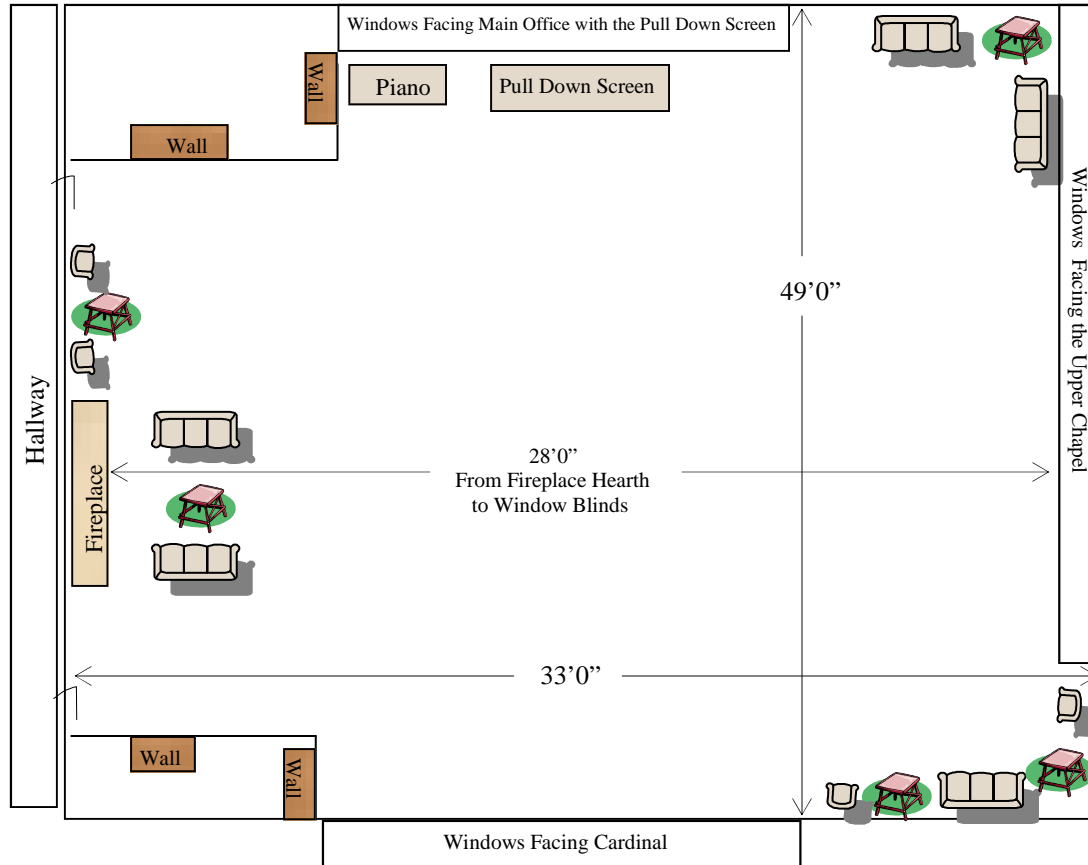 Windows Facing Main Office with the Pull Down Screen
Wall
Piano
Pull Down Screen
Wall
Windows Facing the Upper Chapel
49'0”
Hallway
Fireplace
28'0”
From Fireplace Hearth
to Window Blinds
33'0”
Wall
Wall
Windows Facing Cardinal